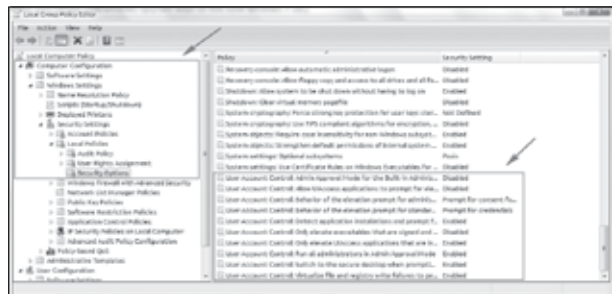 Local Group Policy Editor
File Action View Help
Local Computer Policy
Computer Configuration
Software Settings
Windows Settings
Name Resolution Policy
Scripts (Startup/Shutdown)
Deployed Printers
Security Settings
Account Policies
Local Policies
Audit Policy
User Rights Assignment
Security Options
Windows Firewall with Advanced Security
Network List Manager Policies
Public Key Policies
Software Restriction Policies
Application Control Policies
IP Security Policies on Local Computer
Advanced Audit Policy Configuration
Policy-based QoS
Administrative Templates
User Configuration
Software Settings
Policy Security Setting
Recovery console: Allow automatic administrative logon Disabled
Recovery console: Allow floppy copy and access to all drives and all fo... Disabled
Shutdown: Allow system to be shut down without having to log on Enabled
Shutdown: Clear virtual memory pagefile Disabled
System cryptography: Force strong key protection for user keys stor... Not Defined
System cryptography: Use FIPS compliant algorithms for encryption, ... Disabled
System objects: Require case insensitivity for non-Windows subsyst... Enabled
System objects: Strengthen default permissions of internal system ... Enabled
System settings: Optional subsystems Posix
System settings: Use Certificate Rules on Windows Executables for ... Disabled
User Account Control: Admin Approval Mode for the Built-in Adminis... Disabled
User Account Control: Allow UIAccess applications to prompt for ele... Disabled
User Account Control: Behavior of the elevation prompt for adminis... Prompt for consent fo...
User Account Control: Behavior of the elevation prompt for standar... Prompt for credentials
User Account Control: Detect application installations and prompt f... Enabled
User Account Control: Only elevate executables that are signed and ... Disabled
User Account Control: Only elevate UIAccess applications that are in... Enabled
User Account Control: Run all administrators in Admin Approval Mode Enabled
User Account Control: Switch to the secure desktop when prompti... Enabled
User Account Control: Virtualize file and registry write failures to pe... Enabled